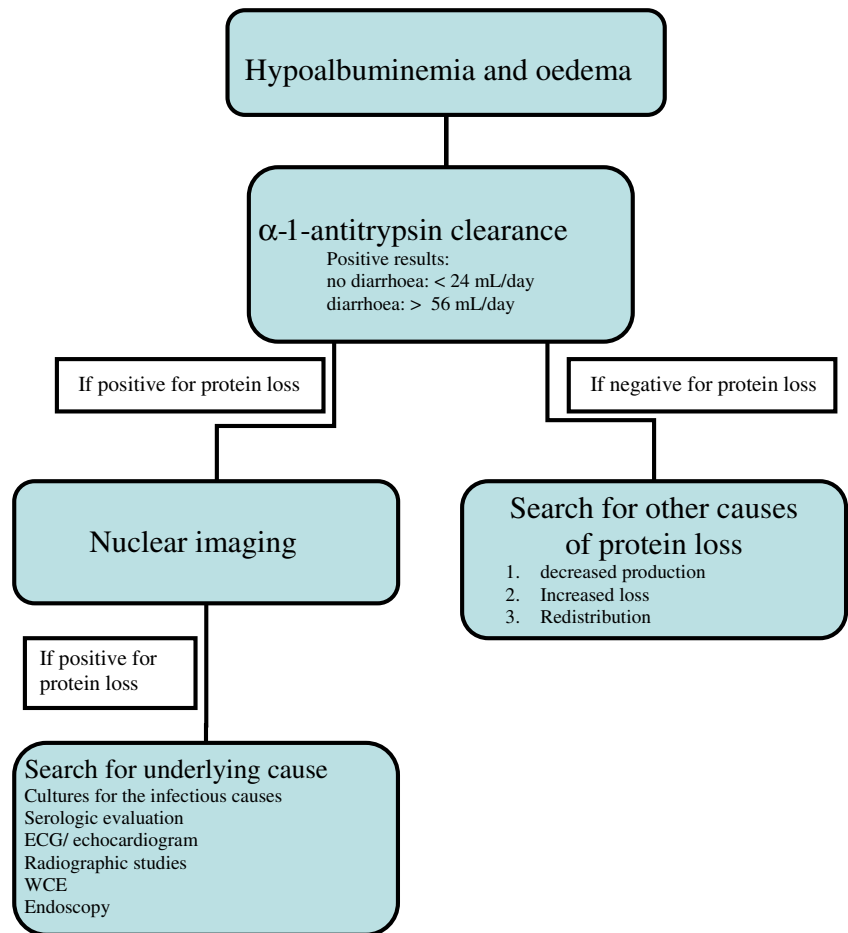 Hypoalbuminemia and oedema
α-1-antitrypsin clearance
Positive results:
no diarrhoea: < 24 mL/day
diarrhoea: > 56 mL/day
If positive for protein loss
If negative for protein loss
Nuclear imaging
Search for other causes
of protein loss
1. decreased production
2. Increased loss
3. Redistribution
If positive for
protein loss
Search for underlying cause
Cultures for the infectious causes
Serologic evaluation
ECG/ echocardiogram
Radiographic studies
WCE
Endoscopy